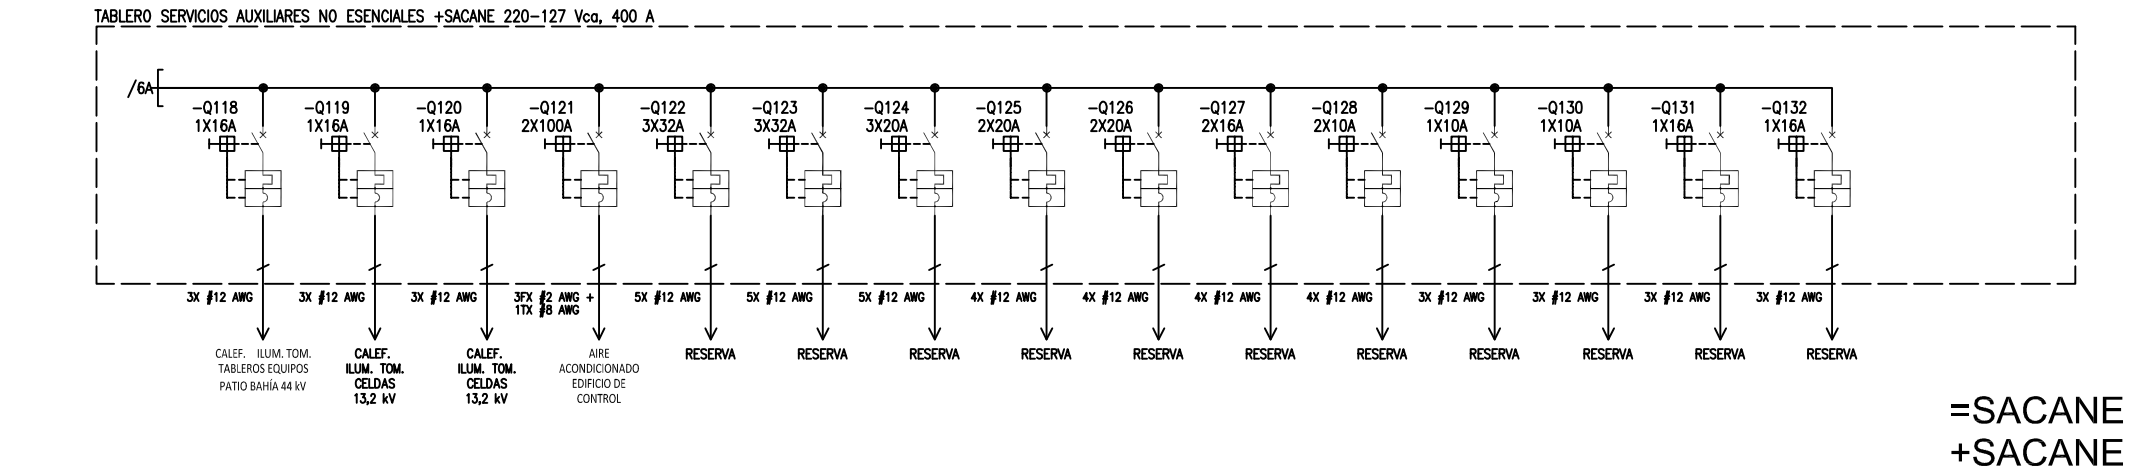 TABLERO SERVICIOS AUXILIARES NO ESENCIALES +SACANE 220-127 Vca, 400 A
/6A
-Q118
1X16A
-Q119
1X16A
-Q120
1X16A
-Q121
2X100A
-Q122
3X32A
-Q123
3X32A
-Q124
3X20A
-Q125
2X20A
-Q126
2X20A
-Q127
2X16A
-Q128
2X10A
-Q129
1X10A
-Q130
1X10A
-Q131
1X16A
-Q132
1X16A
3X #12 AWG
3X #12 AWG
3X #12 AWG
3FX #2 AWG +
1TX #8 AWG
5X #12 AWG
5X #12 AWG
5X #12 AWG
4X #12 AWG
4X #12 AWG
4X #12 AWG
4X #12 AWG
3X #12 AWG
3X #12 AWG
3X #12 AWG
3X #12 AWG
CALEF. ILUM. TOM.
TABLEROS EQUIPOS
PATIO BAHÍA 44 kV
CALEF.
ILUM. TOM.
CELDAS
13,2 kV
CALEF.
ILUM. TOM.
CELDAS
13,2 kV
AIRE
ACONDICIONADO
EDIFICIO DE
CONTROL
RESERVA
RESERVA
RESERVA
RESERVA
RESERVA
RESERVA
RESERVA
RESERVA
RESERVA
RESERVA
RESERVA
=SACANE
+SACANE